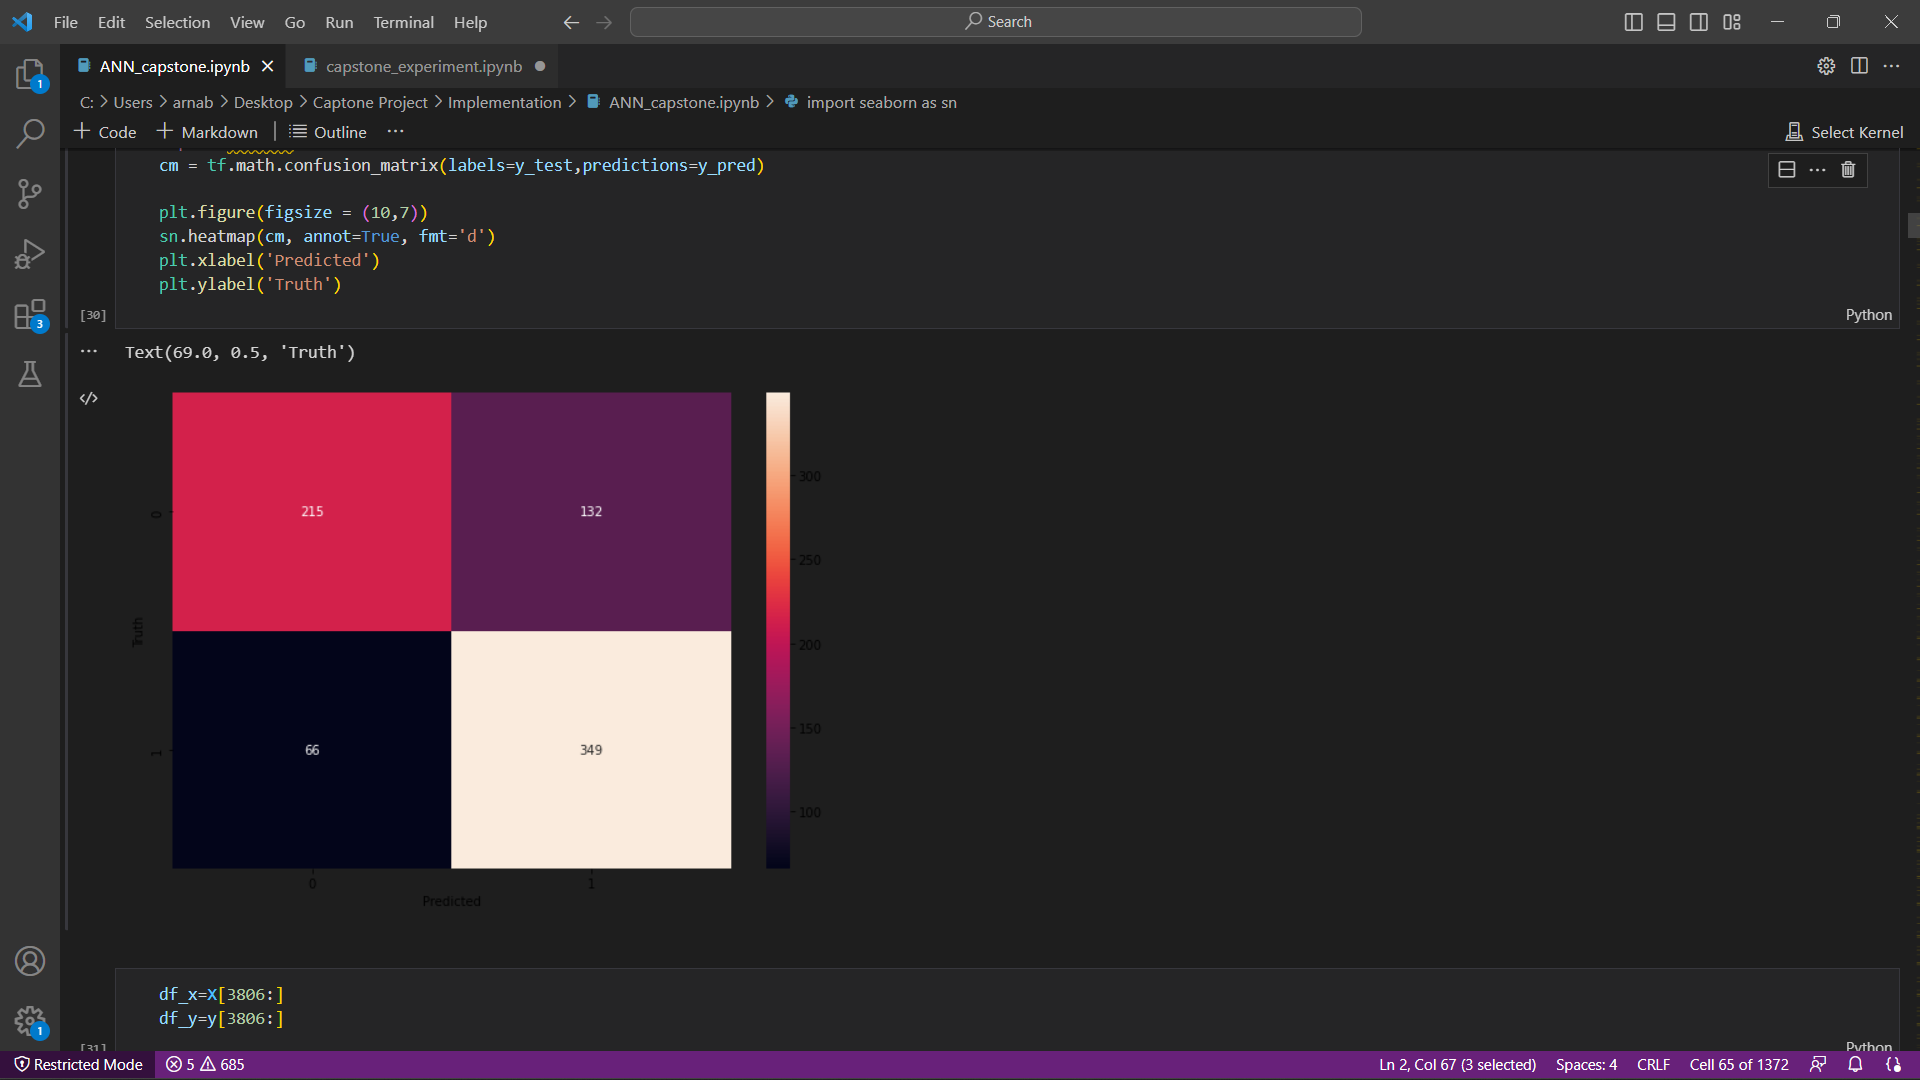 File Edit Selection View Go Run Terminal Help
Search
ANN_capstone.ipynb
capstone_experiment.ipynb
C: > Users > arnab > Desktop > Captone Project > Implementation > ANN_capstone.ipynb > import seaborn as sn
+ Code + Markdown | Outline ...
Select Kernel
cm = tf.math.confusion_matrix(labels=y_test,predictions=y_pred)
plt.figure(figsize = (10,7))
sn.heatmap(cm, annot=True, fmt='d')
plt.xlabel('Predicted')
plt.ylabel('Truth')
[30]
Python
Text(69.0, 0.5, 'Truth')
215
132
66
349
0
1
Truth
0
1
Predicted
300
250
200
150
100
df_x=X[3806:]
df_y=y[3806:]
[31]
Python
1
3
1
Restricted Mode
5
685
Ln 2, Col 67 (3 selected)
Spaces: 4
CRLF
Cell 65 of 1372